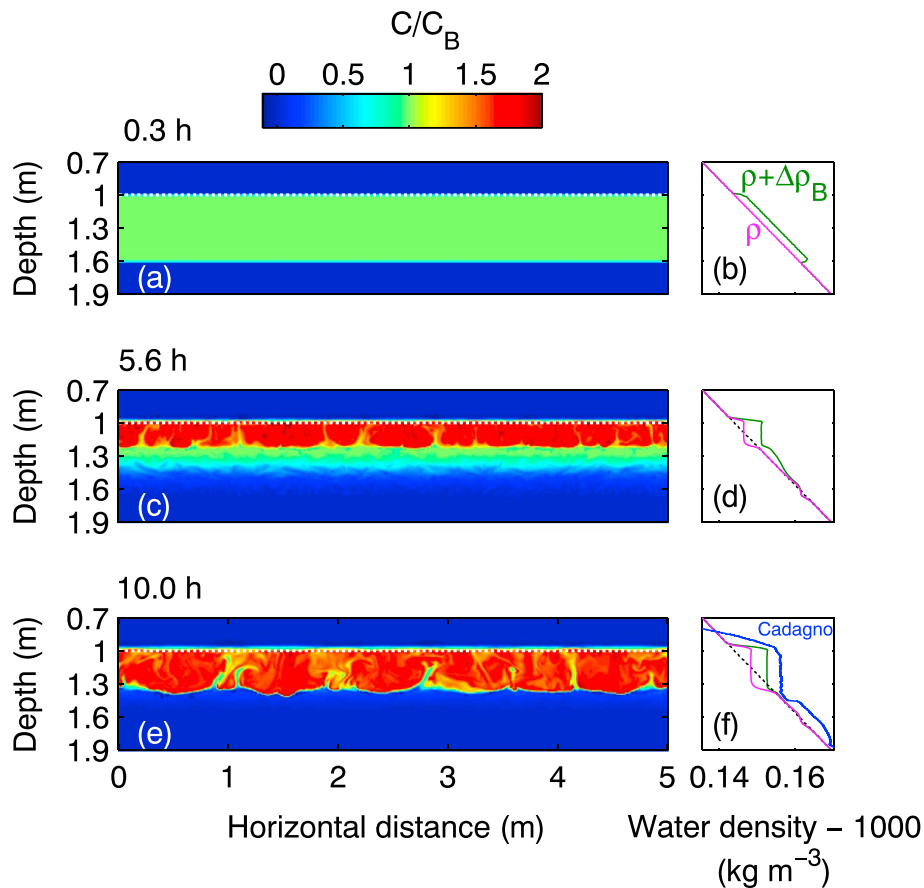 C/C_B
0 0.5 1 1.5 2
0.3 h
Depth (m)
0.7
1
1.3
1.6
1.9
(a)
ρ+Δρ_B
ρ
(b)
5.6 h
Depth (m)
0.7
1
1.3
1.6
1.9
(c)
(d)
10.0 h
Depth (m)
0.7
1
1.3
1.6
1.9
(e)
Cadagno
(f)
0 1 2 3 4 5
0.14 0.16
Horizontal distance (m)
Water density − 1000
(kg m⁻³)